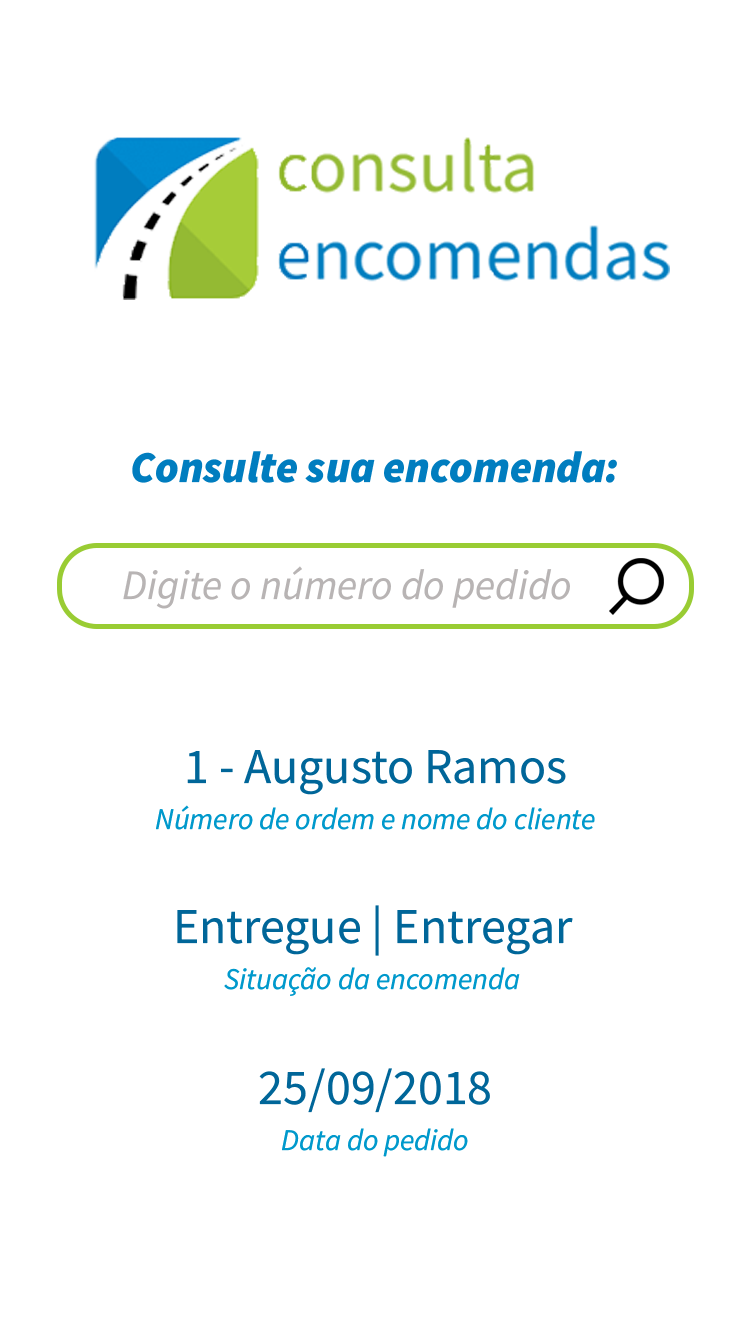 consulta
encomendas
Consulte sua encomenda:
Digite o número do pedido
1 - Augusto Ramos
Número de ordem e nome do cliente
Entregue | Entregar
Situação da encomenda
25/09/2018
Data do pedido